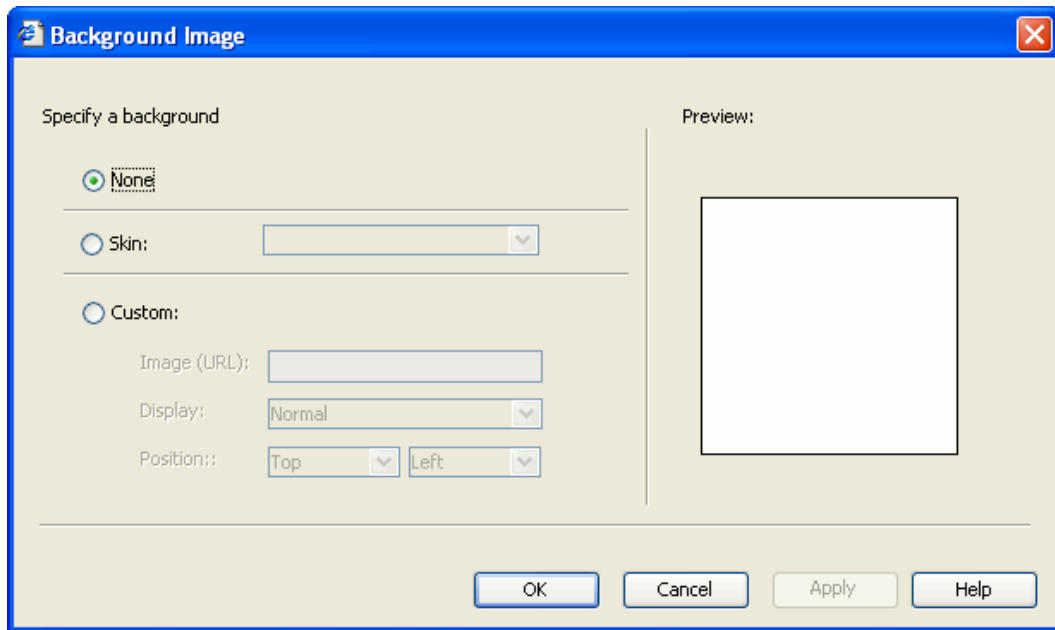 Background Image
Specify a background
Preview:
None
Skin:
Custom:
Image (URL):
Display: Normal
Position:: Top Left
OK Cancel Apply Help